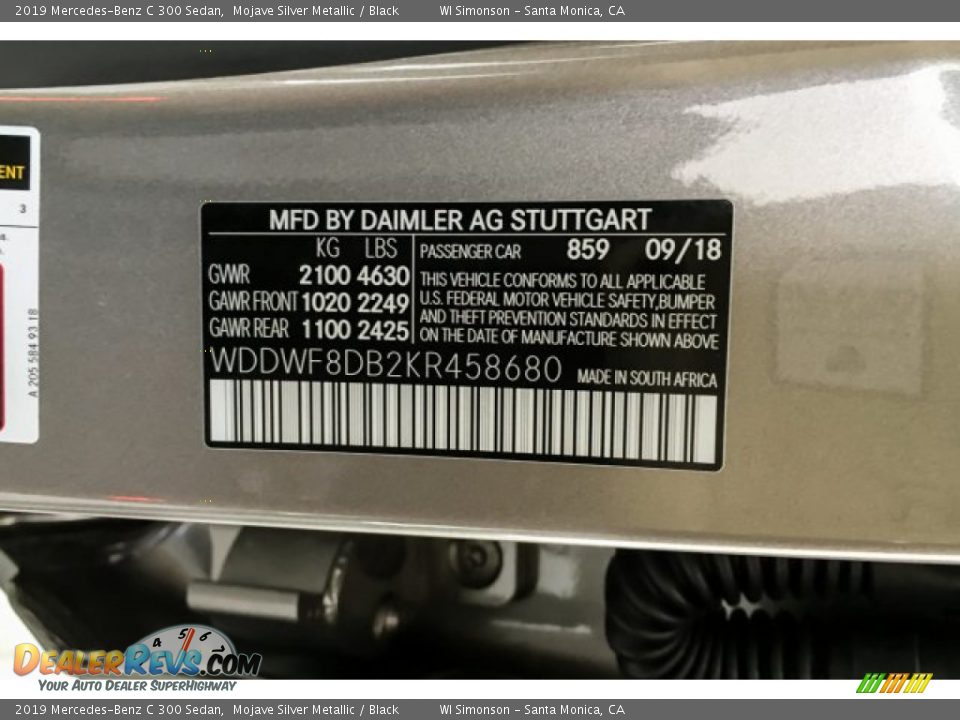 2019 Mercedes-Benz C 300 Sedan, Mojave Silver Metallic / Black WI Simonson - Santa Monica, CA
ENT
3
A 205 584 93 18
MFD BY DAIMLER AG STUTTGART
KG LBS
GVWR 2100 4630
GAWR FRONT 1020 2249
GAWR REAR 1100 2425
PASSENGER CAR 859 09/18
THIS VEHICLE CONFORMS TO ALL APPLICABLE
U.S. FEDERAL MOTOR VEHICLE SAFETY,BUMPER
AND THEFT PREVENTION STANDARDS IN EFFECT
ON THE DATE OF MANUFACTURE SHOWN ABOVE
WDDWF8DB2KR458680 MADE IN SOUTH AFRICA
4 5 6
DEALERREVS.COM
YOUR AUTO DEALER SUPERHIGHWAY
2019 Mercedes-Benz C 300 Sedan, Mojave Silver Metallic / Black WI Simonson - Santa Monica, CA